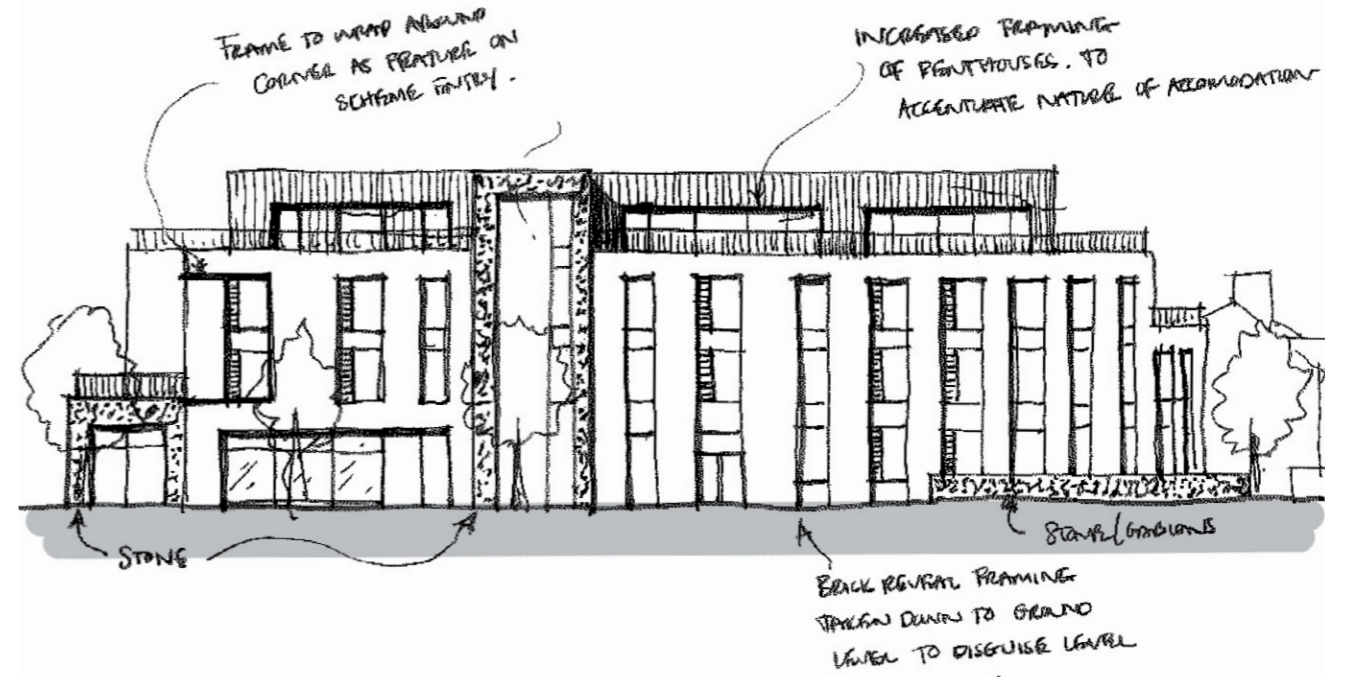 FRAME TO WRAP AROUND
CORNER AS FEATURE ON
SCHEME ENTRY.
INCREASED FRAMING
OF PENTHOUSES. TO
ACCENTUATE NATURE OF ACCOMODATION
STONE
STONE/GABIONS
BRICK REVEAL FRAMING
TAKEN DOWN TO GROUND
LEVEL TO DISGUISE LEVEL